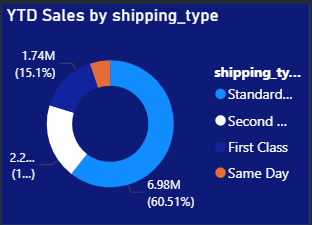 YTD Sales by shipping_type
1.74M
(15.1%)
shipping_ty...
Standard...
Second ...
First Class
Same Day
2.2...
(1...)
6.98M
(60.51%)